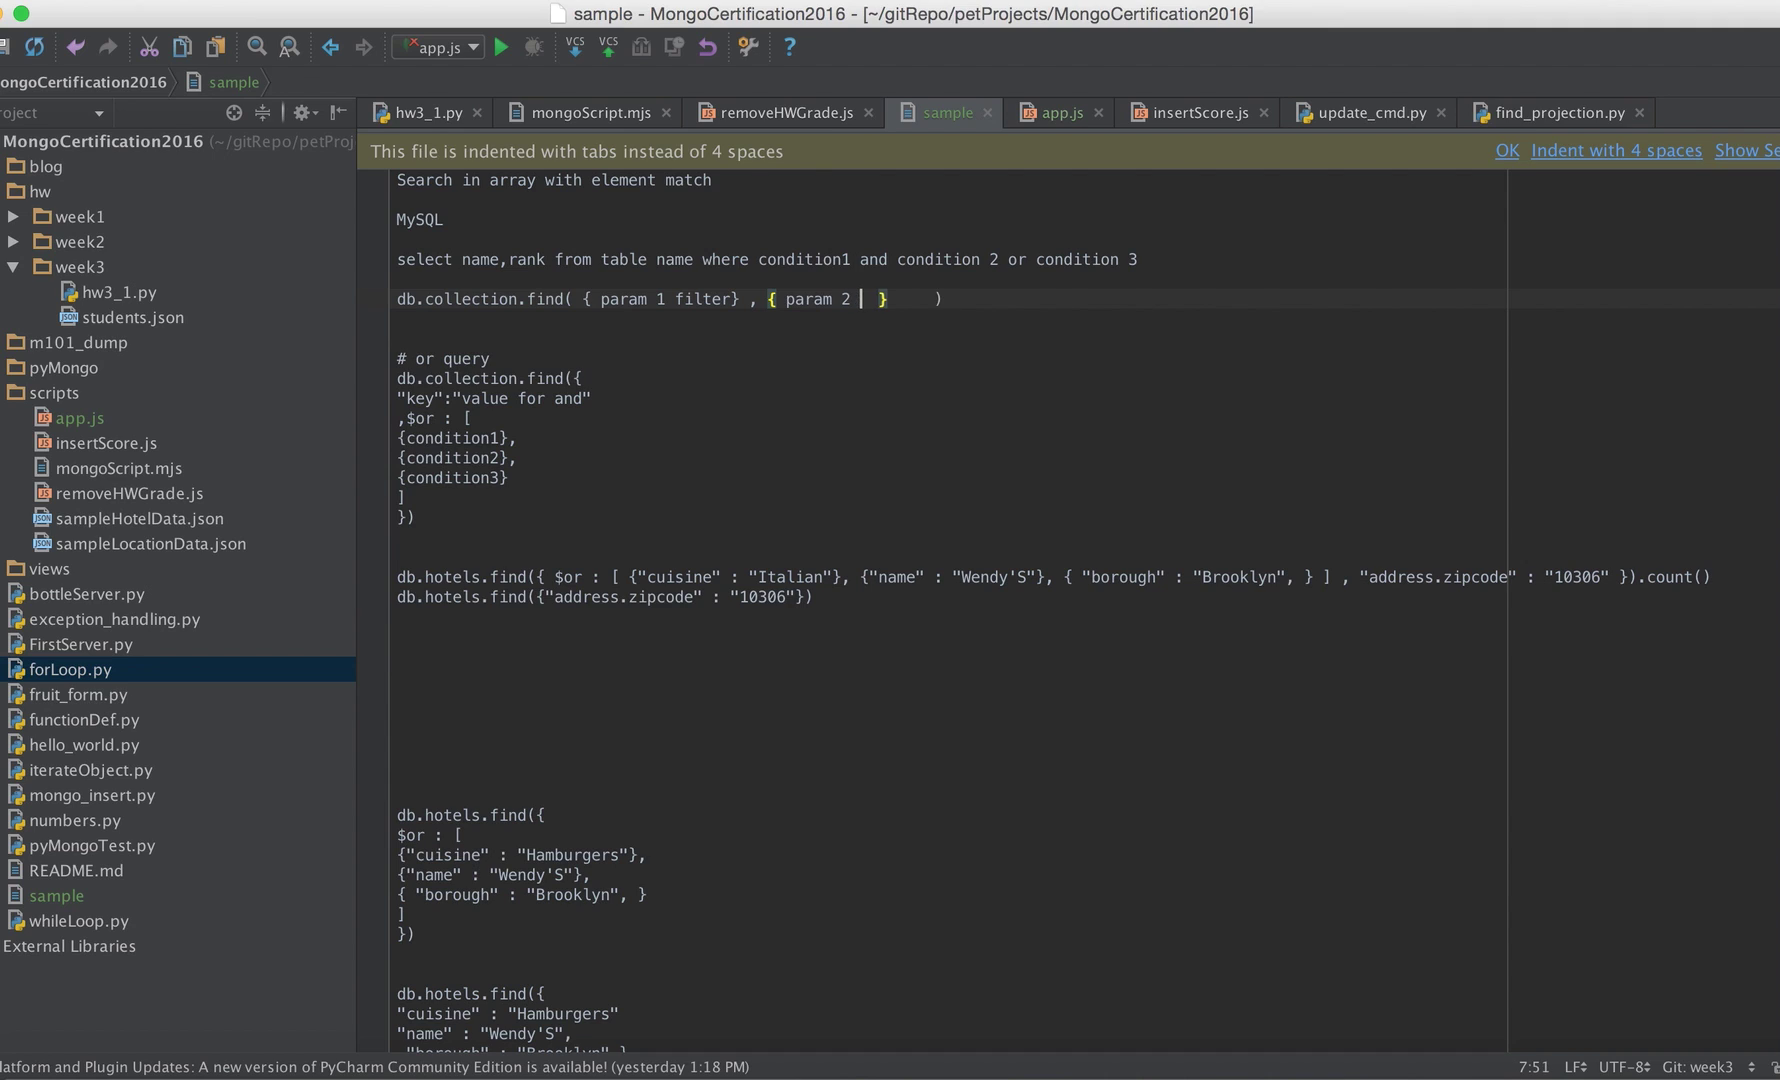 sample - MongoCertification2016 - [~/gitRepo/petProjects/MongoCertification2016]
app.js
VCS VCS
ongoCertification2016 sample
roject
hw3_1.py mongoScript.mjs removeHWGrade.js sample app.js insertScore.js update_cmd.py find_projection.py
This file is indented with tabs instead of 4 spaces OK Indent with 4 spaces Show Se
MongoCertification2016 (~/gitRepo/petProj
blog
hw
week1
week2
week3
hw3_1.py
students.json
m101_dump
pyMongo
scripts
app.js
insertScore.js
mongoScript.mjs
removeHWGrade.js
sampleHotelData.json
sampleLocationData.json
views
bottleServer.py
exception_handling.py
FirstServer.py
forLoop.py
fruit_form.py
functionDef.py
hello_world.py
iterateObject.py
mongo_insert.py
numbers.py
pyMongoTest.py
README.md
sample
whileLoop.py
External Libraries
Search in array with element match
MySQL
select name,rank from table name where condition1 and condition 2 or condition 3
db.collection.find( { param 1 filter} , { param 2 } )
# or query
db.collection.find({
"key":"value for and"
,$or : [
{condition1},
{condition2},
{condition3}
]
})
db.hotels.find({ $or : [ {"cuisine" : "Italian"}, {"name" : "Wendy'S"}, { "borough" : "Brooklyn", } ] , "address.zipcode" : "10306" }).count()
db.hotels.find({"address.zipcode" : "10306"})
db.hotels.find({
$or : [
{"cuisine" : "Hamburgers"},
{"name" : "Wendy'S"},
{ "borough" : "Brooklyn", }
]
})
db.hotels.find({
"cuisine" : "Hamburgers"
"name" : "Wendy'S",
"borough" : "Brooklyn" }
latform and Plugin Updates: A new version of PyCharm Community Edition is available! (yesterday 1:18 PM) 7:51 LF UTF-8 Git: week3